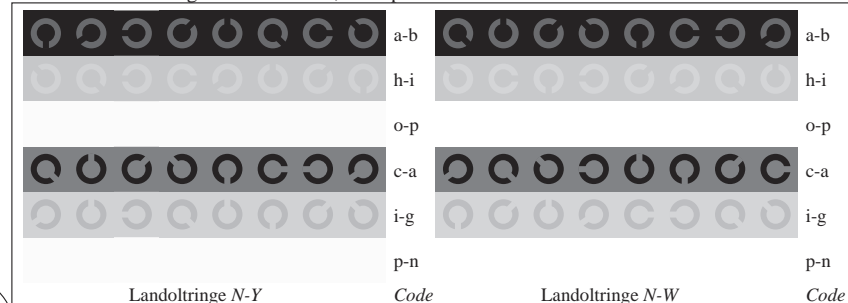 a-b a-b
h-i h-i
o-p o-p
c-a c-a
i-g i-g
p-n p-n
Landoltringe N-Y Code Landoltringe N-W Code